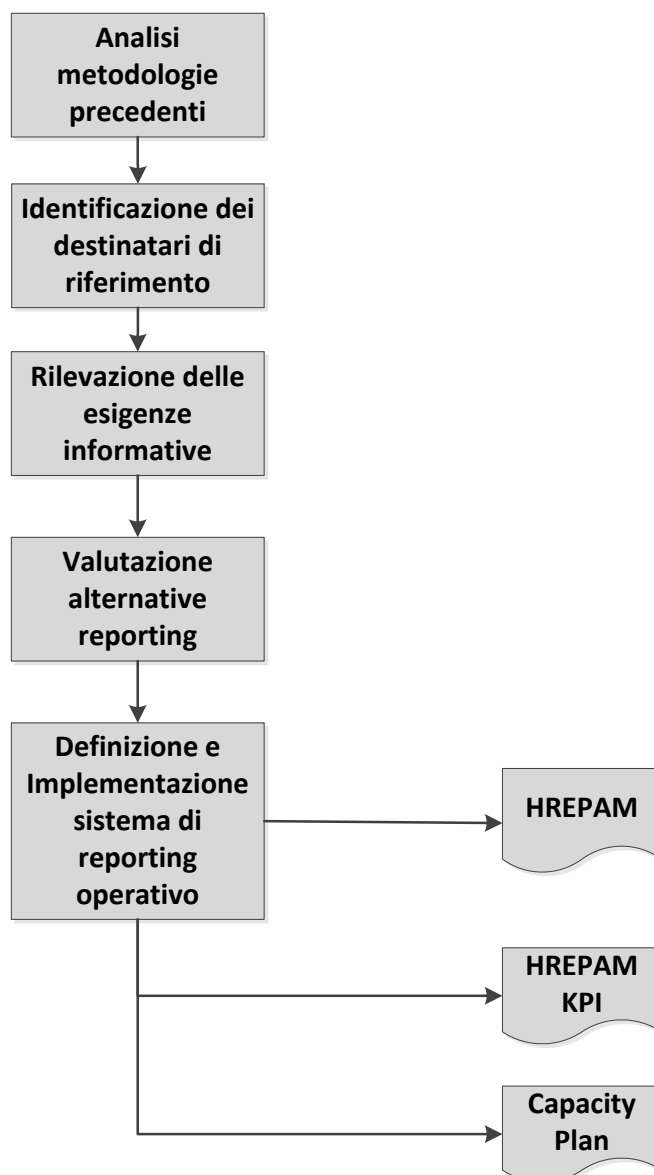 Analisi
metodologie
precedenti
Identificazione dei
destinatari di
riferimento
Rilevazione delle
esigenze
informative
Valutazione
alternative
reporting
Definizione e
Implementazione
sistema di
reporting
operativo
HREPAM
HREPAM
KPI
Capacity
Plan